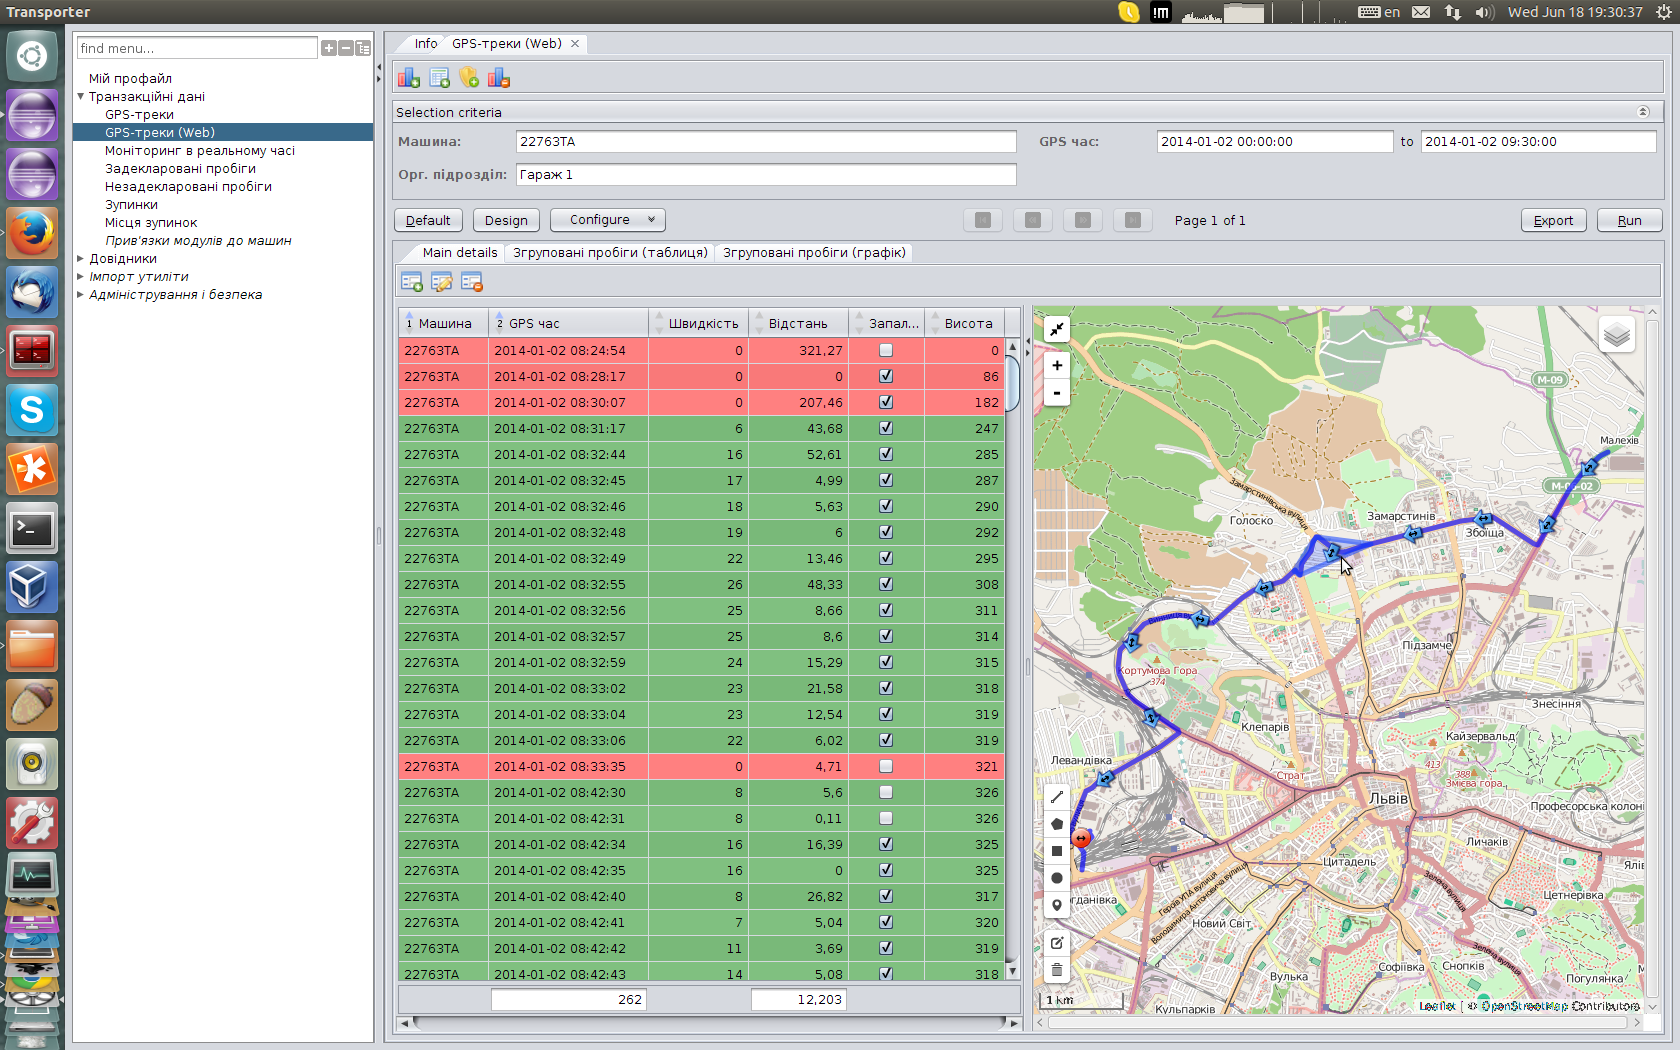 Transporter
en
Wed Jun 18 19:30:37
find menu...
Мій профайл
Транзакційні дані
GPS-треки
GPS-треки (Web)
Моніторинг в реальному часі
Задекларовані пробіги
Незадекларовані пробіги
Зупинки
Місця зупинок
Прив'язки модулів до машин
Довідники
Імпорт утиліти
Адміністрування і безпека
Info GPS-треки (Web)
Selection criteria
Машина: 22763TA GPS час: 2014-01-02 00:00:00 to 2014-01-02 09:30:00
Орг. підрозділ: Гараж 1
Default Design Configure Page 1 of 1 Export Run
Main details Згруповані пробіги (таблиця) Згруповані пробіги (графік)
1 Машина 2 GPS час Швидкість Відстань Запал... Висота
22763TA 2014-01-02 08:24:54 0 321,27 0
22763TA 2014-01-02 08:28:17 0 0 86
22763TA 2014-01-02 08:30:07 0 207,46 182
22763TA 2014-01-02 08:31:17 6 43,68 247
22763TA 2014-01-02 08:32:44 16 52,61 285
22763TA 2014-01-02 08:32:45 17 4,99 287
22763TA 2014-01-02 08:32:46 18 5,63 290
22763TA 2014-01-02 08:32:48 19 6 292
22763TA 2014-01-02 08:32:49 22 13,46 295
22763TA 2014-01-02 08:32:55 26 48,33 308
22763TA 2014-01-02 08:32:56 25 8,66 311
22763TA 2014-01-02 08:32:57 25 8,6 314
22763TA 2014-01-02 08:32:59 24 15,29 315
22763TA 2014-01-02 08:33:02 23 21,58 318
22763TA 2014-01-02 08:33:04 23 12,54 319
22763TA 2014-01-02 08:33:06 22 6,02 319
22763TA 2014-01-02 08:33:35 0 4,71 321
22763TA 2014-01-02 08:42:30 8 5,6 326
22763TA 2014-01-02 08:42:31 8 0,11 326
22763TA 2014-01-02 08:42:34 16 16,39 325
22763TA 2014-01-02 08:42:35 16 0 325
22763TA 2014-01-02 08:42:40 8 26,82 317
22763TA 2014-01-02 08:42:41 7 5,04 320
22763TA 2014-01-02 08:42:42 11 3,69 319
22763TA 2014-01-02 08:42:43 14 5,08 318
262 12,203
+
-
M-09
Малехів
Замарстинівська вулиця
Голоско
Замарстинів
Збоїща
Підзамче
Кортумова Гора
374
Знесіння
Клепарів
Кайзервальд
Левандівка
Страт
413
388
Змієва гора
Львів
Професорська колон
Цитадель
Личаків
Ялів
Цетнерівка
Героїв УПА вулиця
Володимира Антоновича вулиця
Зелена вулиця
Новий Світ
Зелена вулиця
Вулька
Софіївка
Снопків
Погулянка
1 km
Кульпарків
Leaflet | © OpenStreetMap Contributors